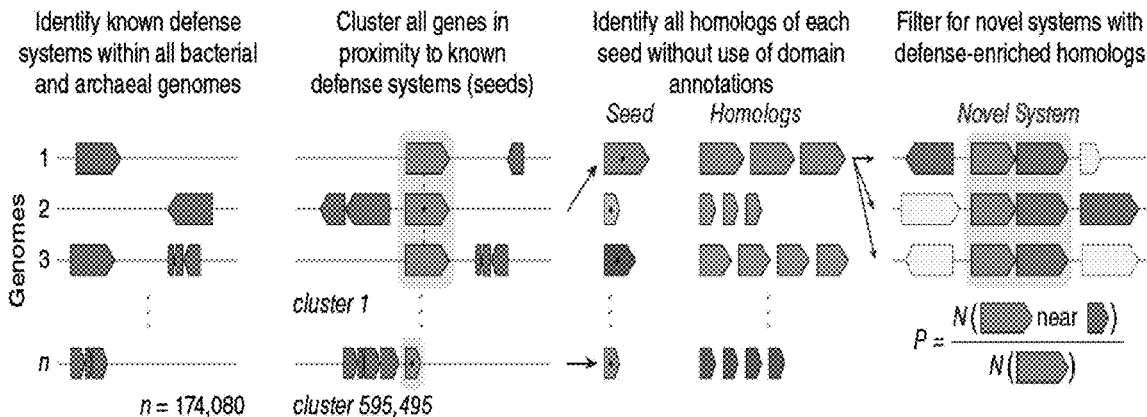 Identify known defense
systems within all bacterial
and archaeal genomes
Cluster all genes in
proximity to known
defense systems (seeds)
Identify all homologs of each
seed without use of domain
annotations
Filter for novel systems with
defense-enriched homologs
Seed
Homologs
Novel System
Genomes
1
2
3
n
n = 174,080
cluster 1
cluster 595,495
P = N( near )
N( )